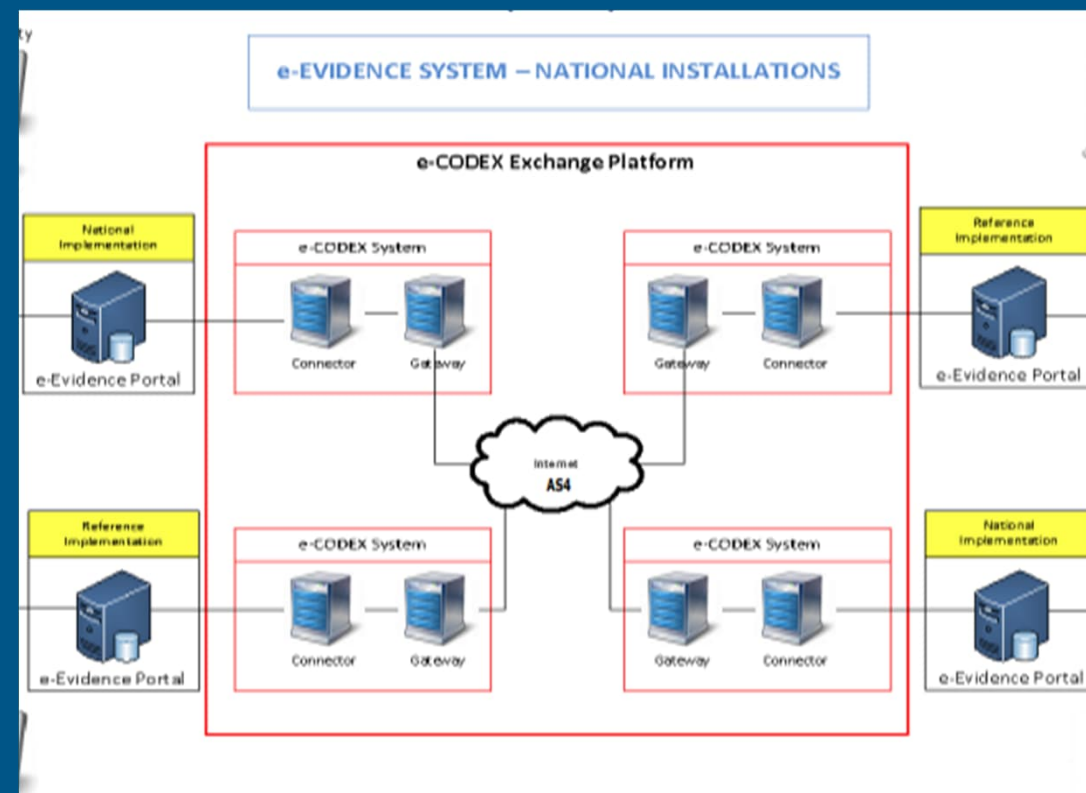 e-EVIDENCE SYSTEM – NATIONAL INSTALLATIONS
e-CODEX Exchange Platform
National
Implementation
e-Evidence Portal
e-CODEX System
Connector
Gateway
e-CODEX System
Gateway
Connector
Reference
Implementation
e-Evidence Portal
Internet
AS4
Reference
Implementation
e-Evidence Portal
e-CODEX System
Connector
Gateway
e-CODEX System
Gateway
Connector
National
Implementation
e-Evidence Portal